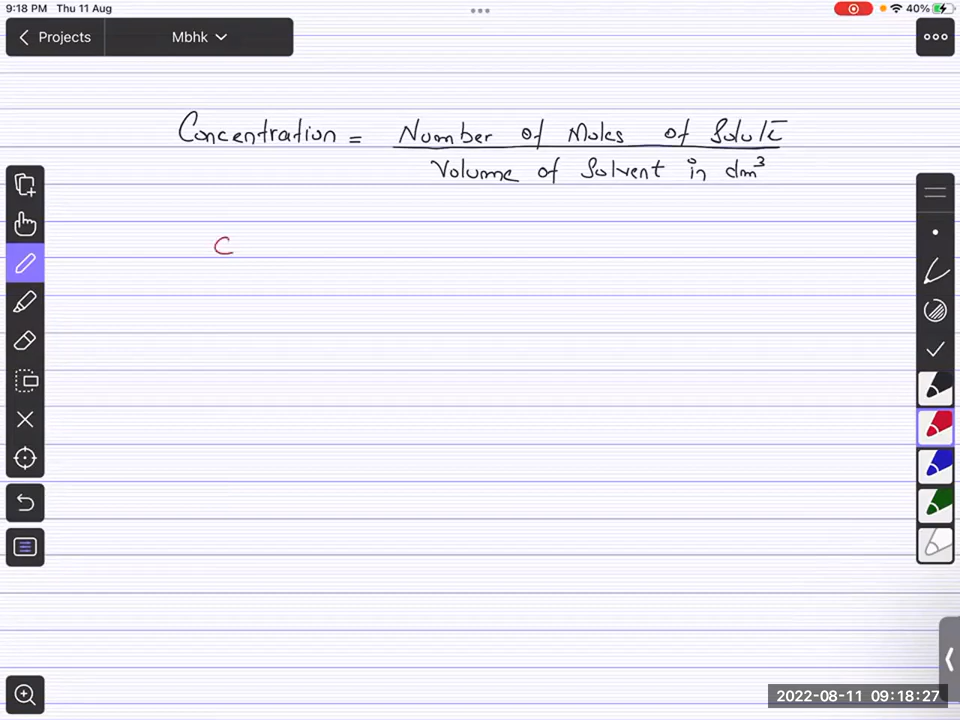 9:18 PM Thu 11 Aug
40%
Projects
Mbhk
Concentration = Number of Moles of Solute
Volume of Solvent in dm³
C
2022-08-11 09:18:27